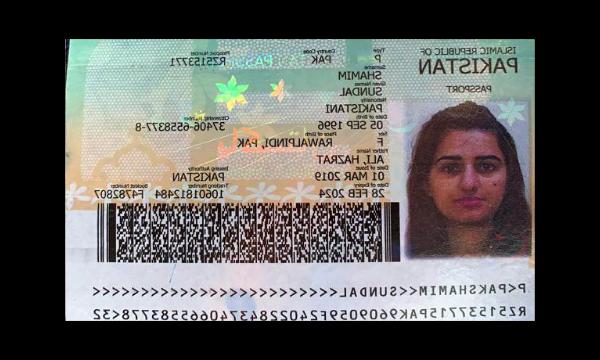 ISLAMIC REPUBLIC OF
PAKISTAN
PASSPORT
Type Country Code Passport Number
P PAK RZ5153771
Surname
SHAMIM
Given Names
SUNDAL
Nationality
PAKISTANI
Date of Birth Citizenship Number
05 SEP 1996 37406-6558377-8
Sex Place of Birth
F RAWALPINDI, PAK
Father Name
ALI, HAZRAT
Date of Issue Issuing Authority
01 MAR 2019 PAKISTAN
Date of Expiry Tracking Number Booklet Number
28 FEB 2024 10601812484 F4782807
P<PAKSHAMIM<<SUNDAL<<<<<<<<<<<<<<<<<<<<<<<<<
RZ51537715PAK9609059F24022843740665583778<32